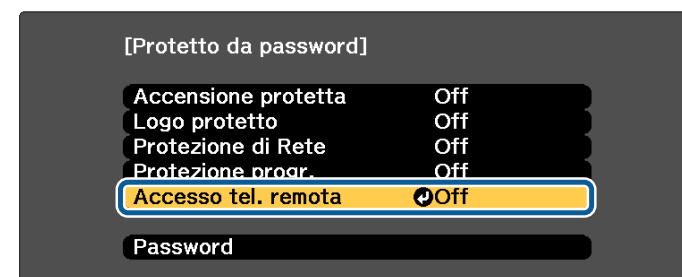 [Protetto da password]
Accensione protetta Off
Logo protetto Off
Protezione di Rete Off
Protezione progr. Off
Accesso tel. remota Off
Password